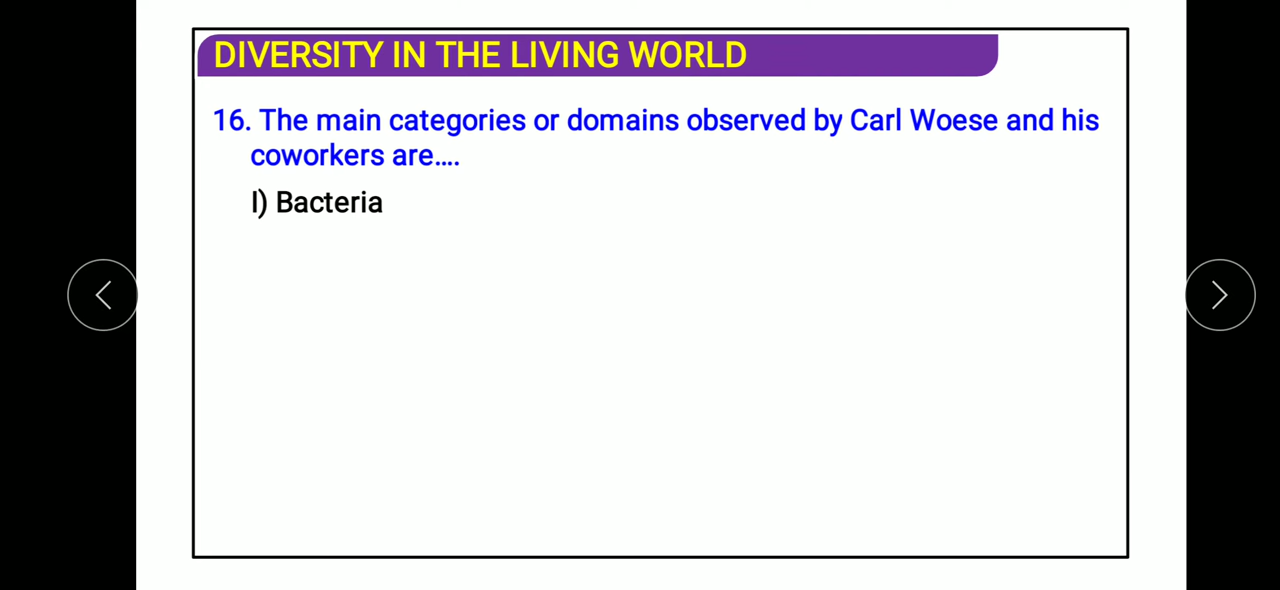 DIVERSITY IN THE LIVING WORLD
16. The main categories or domains observed by Carl Woese and his
coworkers are....
I) Bacteria